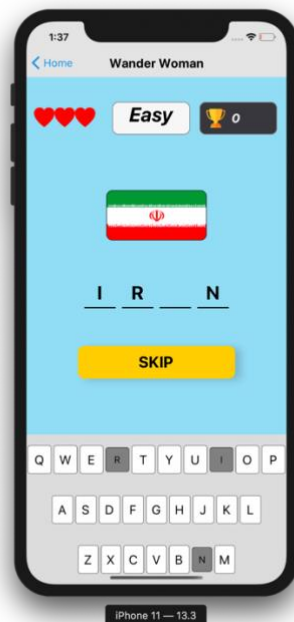 1:37
Home Wander Woman
Easy 0
I R _ N
SKIP
Q W E R T Y U I O P
A S D F G H J K L
Z X C V B N M
iPhone 11 — 13.3